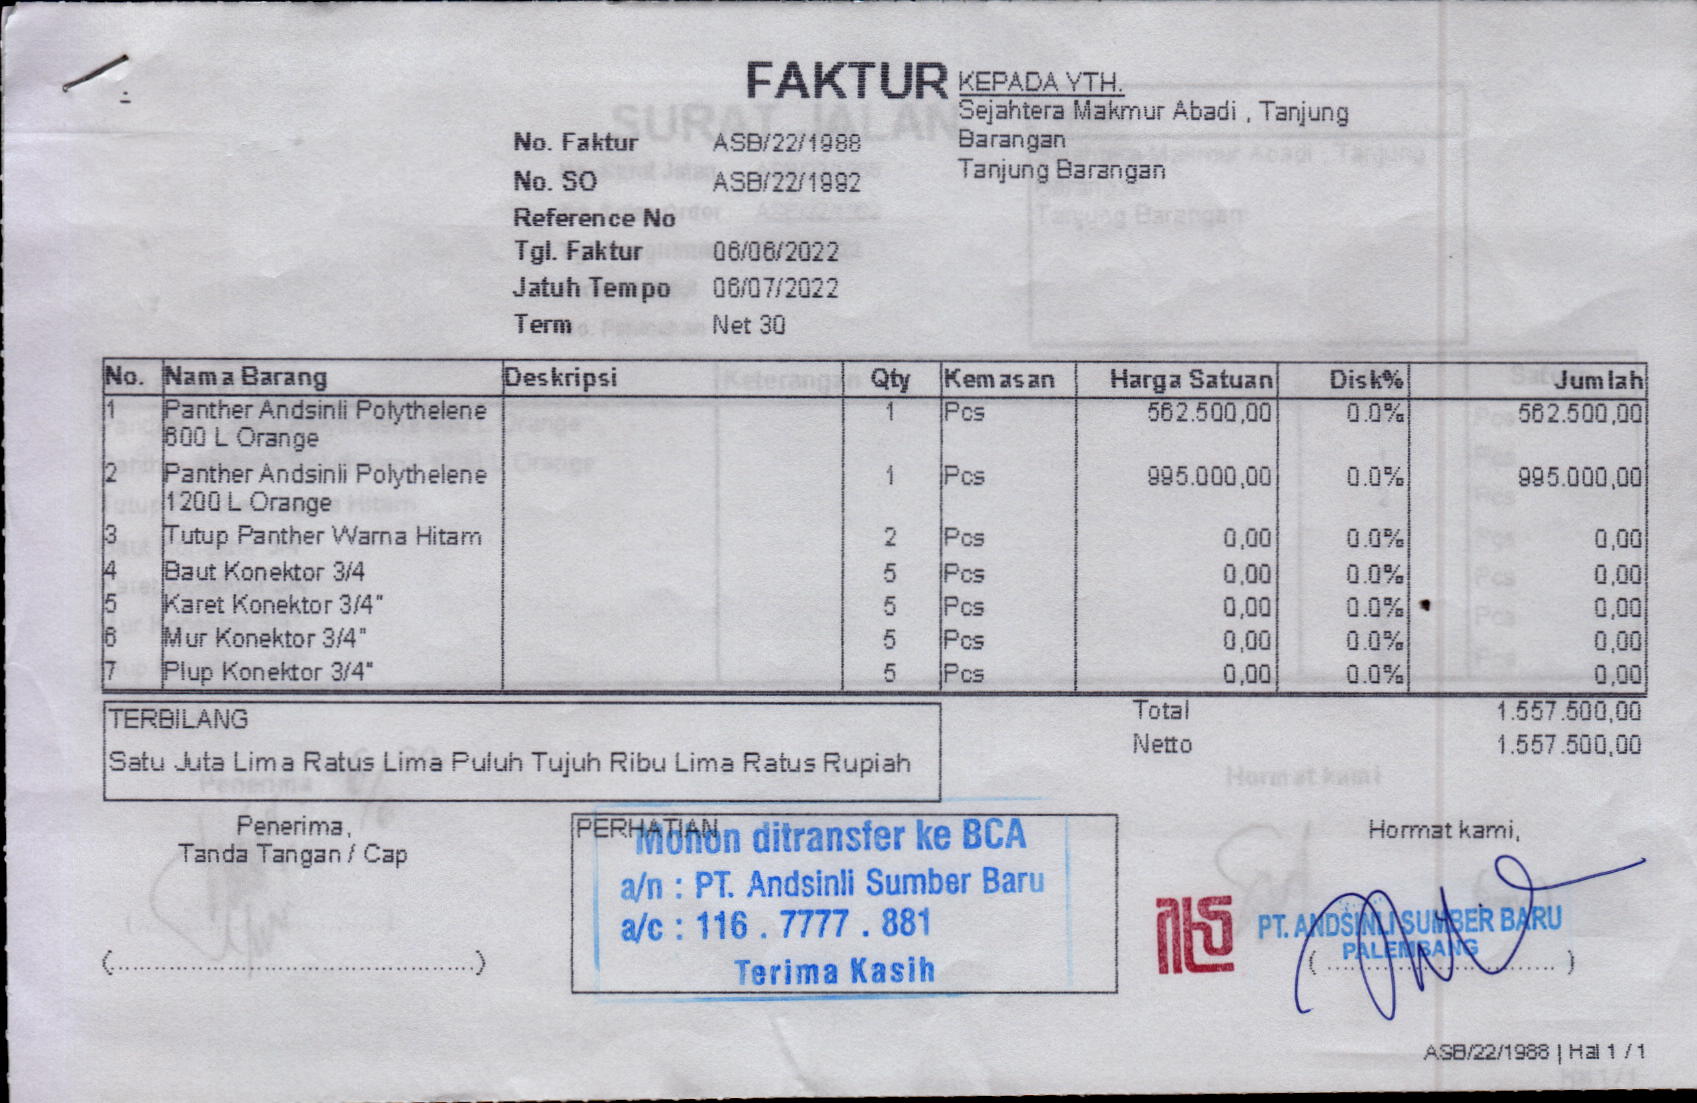 FAKTUR
KEPADA YTH.
Sejahtera Makmur Abadi , Tanjung
Barangan
Tanjung Barangan
No. Faktur ASB/22/1988
No. SO ASB/22/1992
Reference No
Tgl. Faktur 06/06/2022
Jatuh Tempo 06/07/2022
Term Net 30
No. Nama Barang Deskripsi Qty Kemasan Harga Satuan Disk% Jumlah
1 Panther Andsinli Polythelene 1 Pcs 562.500,00 0.0% 562.500,00
600 L Orange
2 Panther Andsinli Polythelene 1 Pcs 995.000,00 0.0% 995.000,00
1200 L Orange
3 Tutup Panther Warna Hitam 2 Pcs 0,00 0.0% 0,00
4 Baut Konektor 3/4 5 Pcs 0,00 0.0% 0,00
5 Karet Konektor 3/4" 5 Pcs 0,00 0.0% 0,00
6 Mur Konektor 3/4" 5 Pcs 0,00 0.0% 0,00
7 Plup Konektor 3/4" 5 Pcs 0,00 0.0% 0,00
Total 1.557.500,00
Netto 1.557.500,00
TERBILANG
Satu Juta Lima Ratus Lima Puluh Tujuh Ribu Lima Ratus Rupiah
Penerima,
Tanda Tangan / Cap
(............................................)
PERHATIAN
Mohon ditransfer ke BCA
a/n : PT. Andsinli Sumber Baru
a/c : 116 . 7777 . 881
Terima Kasih
Hormat kami,
PT. ANDSINLI SUMBER BARU
PALEMBANG
( ............................ )
ASB/22/1988 | Hal 1 / 1